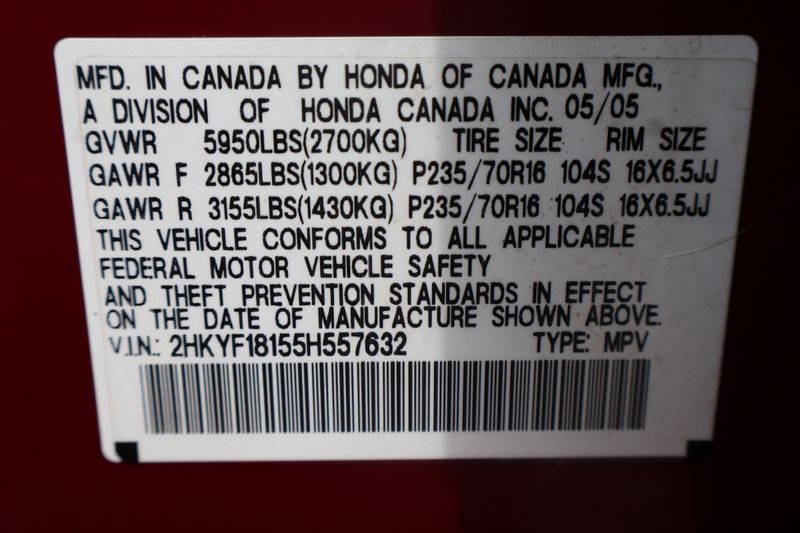 MFD. IN CANADA BY HONDA OF CANADA MFG.,
A DIVISION OF HONDA CANADA INC. 05/05
GVWR 5950LBS(2700KG) TIRE SIZE RIM SIZE
GAWR F 2865LBS(1300KG) P235/70R16 104S 16X6.5JJ
GAWR R 3155LBS(1430KG) P235/70R16 104S 16X6.5JJ
THIS VEHICLE CONFORMS TO ALL APPLICABLE
FEDERAL MOTOR VEHICLE SAFETY
AND THEFT PREVENTION STANDARDS IN EFFECT
ON THE DATE OF MANUFACTURE SHOWN ABOVE.
V.I.N.: 2HKYF18155H557632 TYPE: MPV